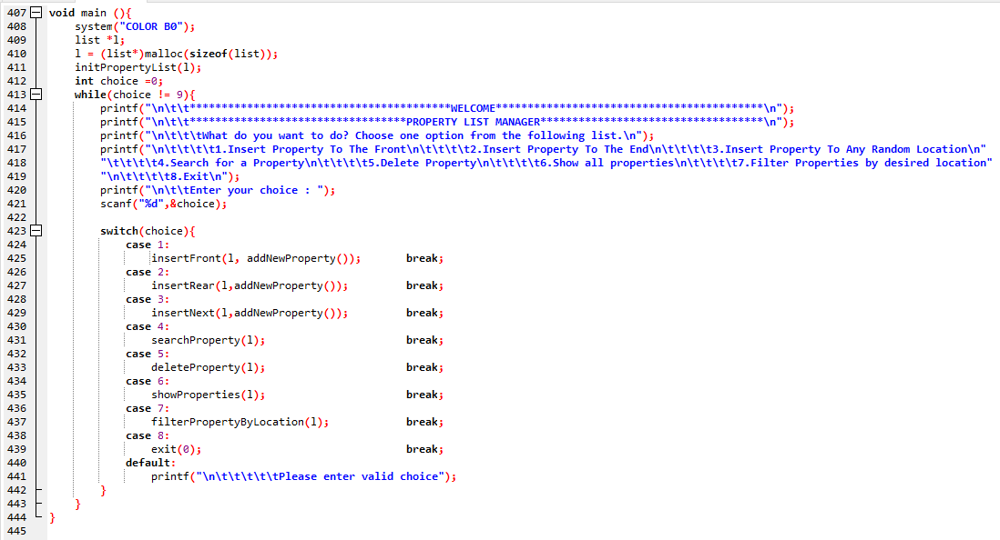 407 void main (){
408 system("COLOR B0");
409 list *l;
410 l = (list*)malloc(sizeof(list));
411 initPropertyList(l);
412 int choice =0;
413 while(choice != 9){
414 printf("\n\t\t*****************************************WELCOME******************************************\n");
415 printf("\n\t\t**********************************PROPERTY LIST MANAGER***********************************\n");
416 printf("\n\t\t\tWhat do you want to do? Choose one option from the following list.\n");
417 printf("\n\t\t\t\t1.Insert Property To The Front\n\t\t\t\t2.Insert Property To The End\n\t\t\t\t3.Insert Property To Any Random Location\n"
418 "\t\t\t\t4.Search for a Property\n\t\t\t\t5.Delete Property\n\t\t\t\t6.Show all properties\n\t\t\t\t7.Filter Properties by desired location"
419 "\n\t\t\t\t8.Exit\n");
420 printf("\n\t\tEnter your choice : ");
421 scanf("%d",&choice);
422
423 switch(choice){
424 case 1:
425 insertFront(l, addNewProperty()); break;
426 case 2:
427 insertRear(l,addNewProperty()); break;
428 case 3:
429 insertNext(l,addNewProperty()); break;
430 case 4:
431 searchProperty(l); break;
432 case 5:
433 deleteProperty(l); break;
434 case 6:
435 showProperties(l); break;
436 case 7:
437 filterPropertyByLocation(l); break;
438 case 8:
439 exit(0); break;
440 default:
441 printf("\n\t\t\t\t\tPlease enter valid choice");
442 }
443 }
444 }
445